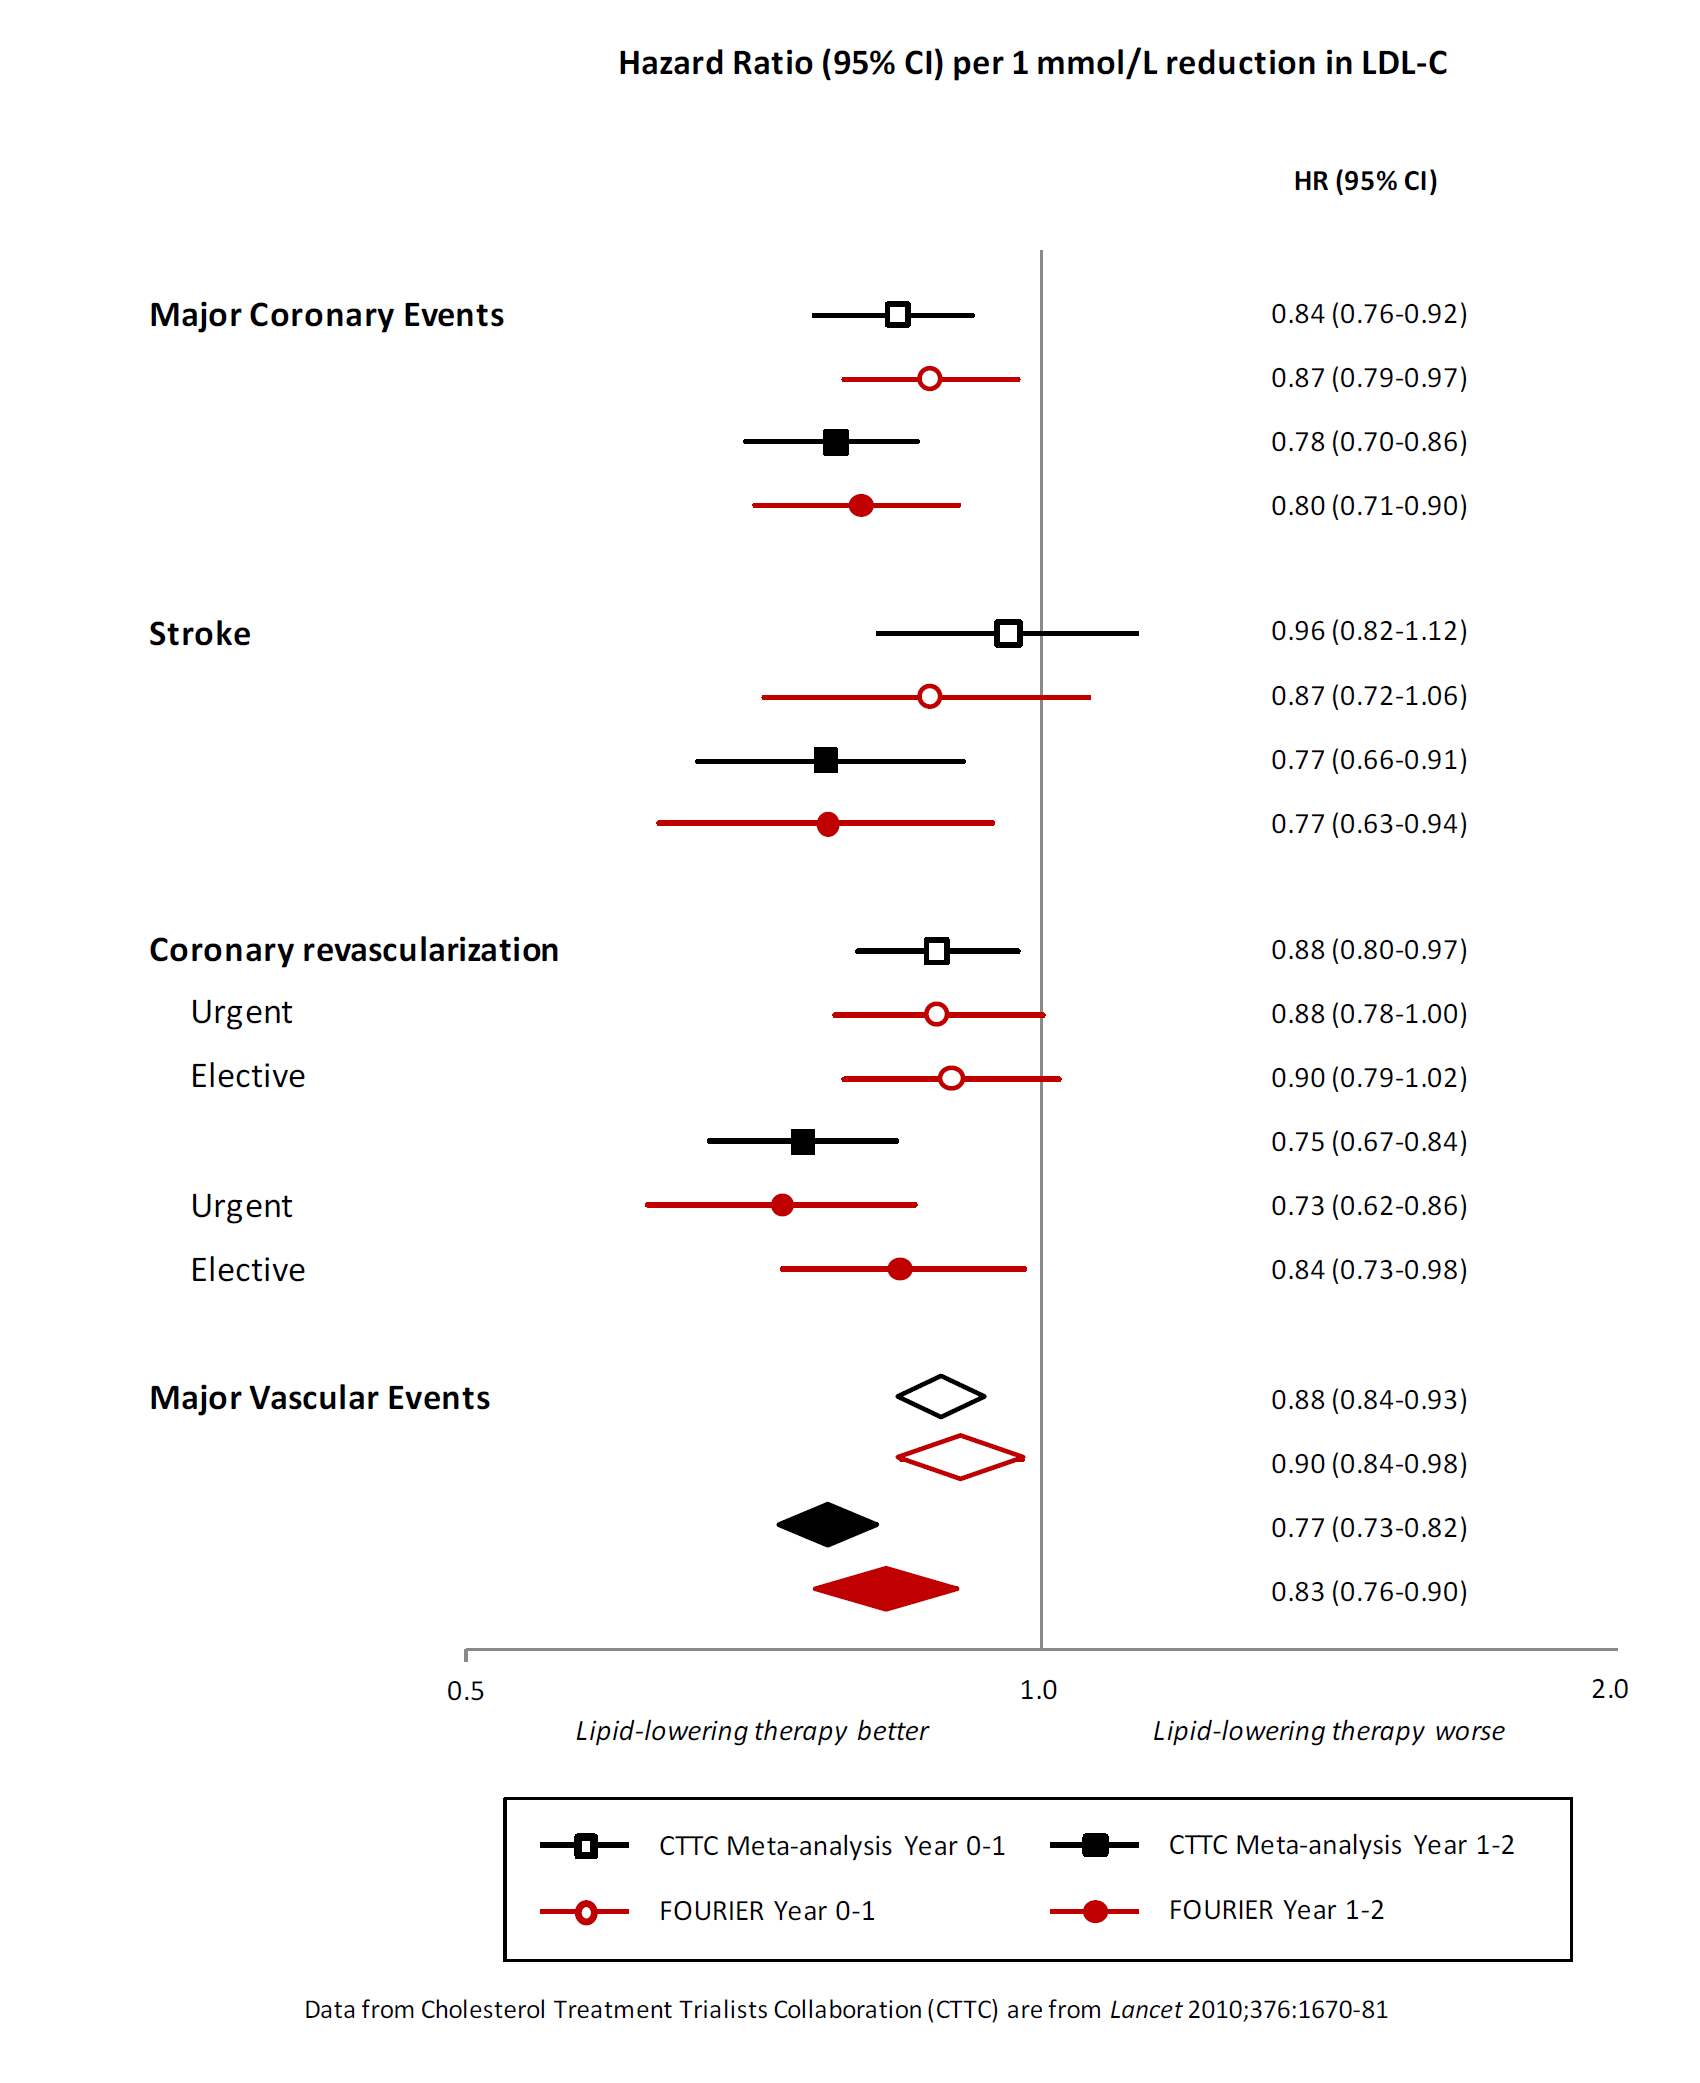 Hazard Ratio (95% CI) per 1 mmol/L reduction in LDL-C
HR (95% CI)
Major Coronary Events 0.84 (0.76-0.92)
0.87 (0.79-0.97)
0.78 (0.70-0.86)
0.80 (0.71-0.90)
Stroke 0.96 (0.82-1.12)
0.87 (0.72-1.06)
0.77 (0.66-0.91)
0.77 (0.63-0.94)
Coronary revascularization 0.88 (0.80-0.97)
Urgent 0.88 (0.78-1.00)
Elective 0.90 (0.79-1.02)
0.75 (0.67-0.84)
Urgent 0.73 (0.62-0.86)
Elective 0.84 (0.73-0.98)
Major Vascular Events 0.88 (0.84-0.93)
0.90 (0.84-0.98)
0.77 (0.73-0.82)
0.83 (0.76-0.90)
0.5 1.0 2.0
Lipid-lowering therapy better Lipid-lowering therapy worse
CTTC Meta-analysis Year 0-1 CTTC Meta-analysis Year 1-2
FOURIER Year 0-1 FOURIER Year 1-2
Data from Cholesterol Treatment Trialists Collaboration (CTTC) are from Lancet 2010;376:1670-81